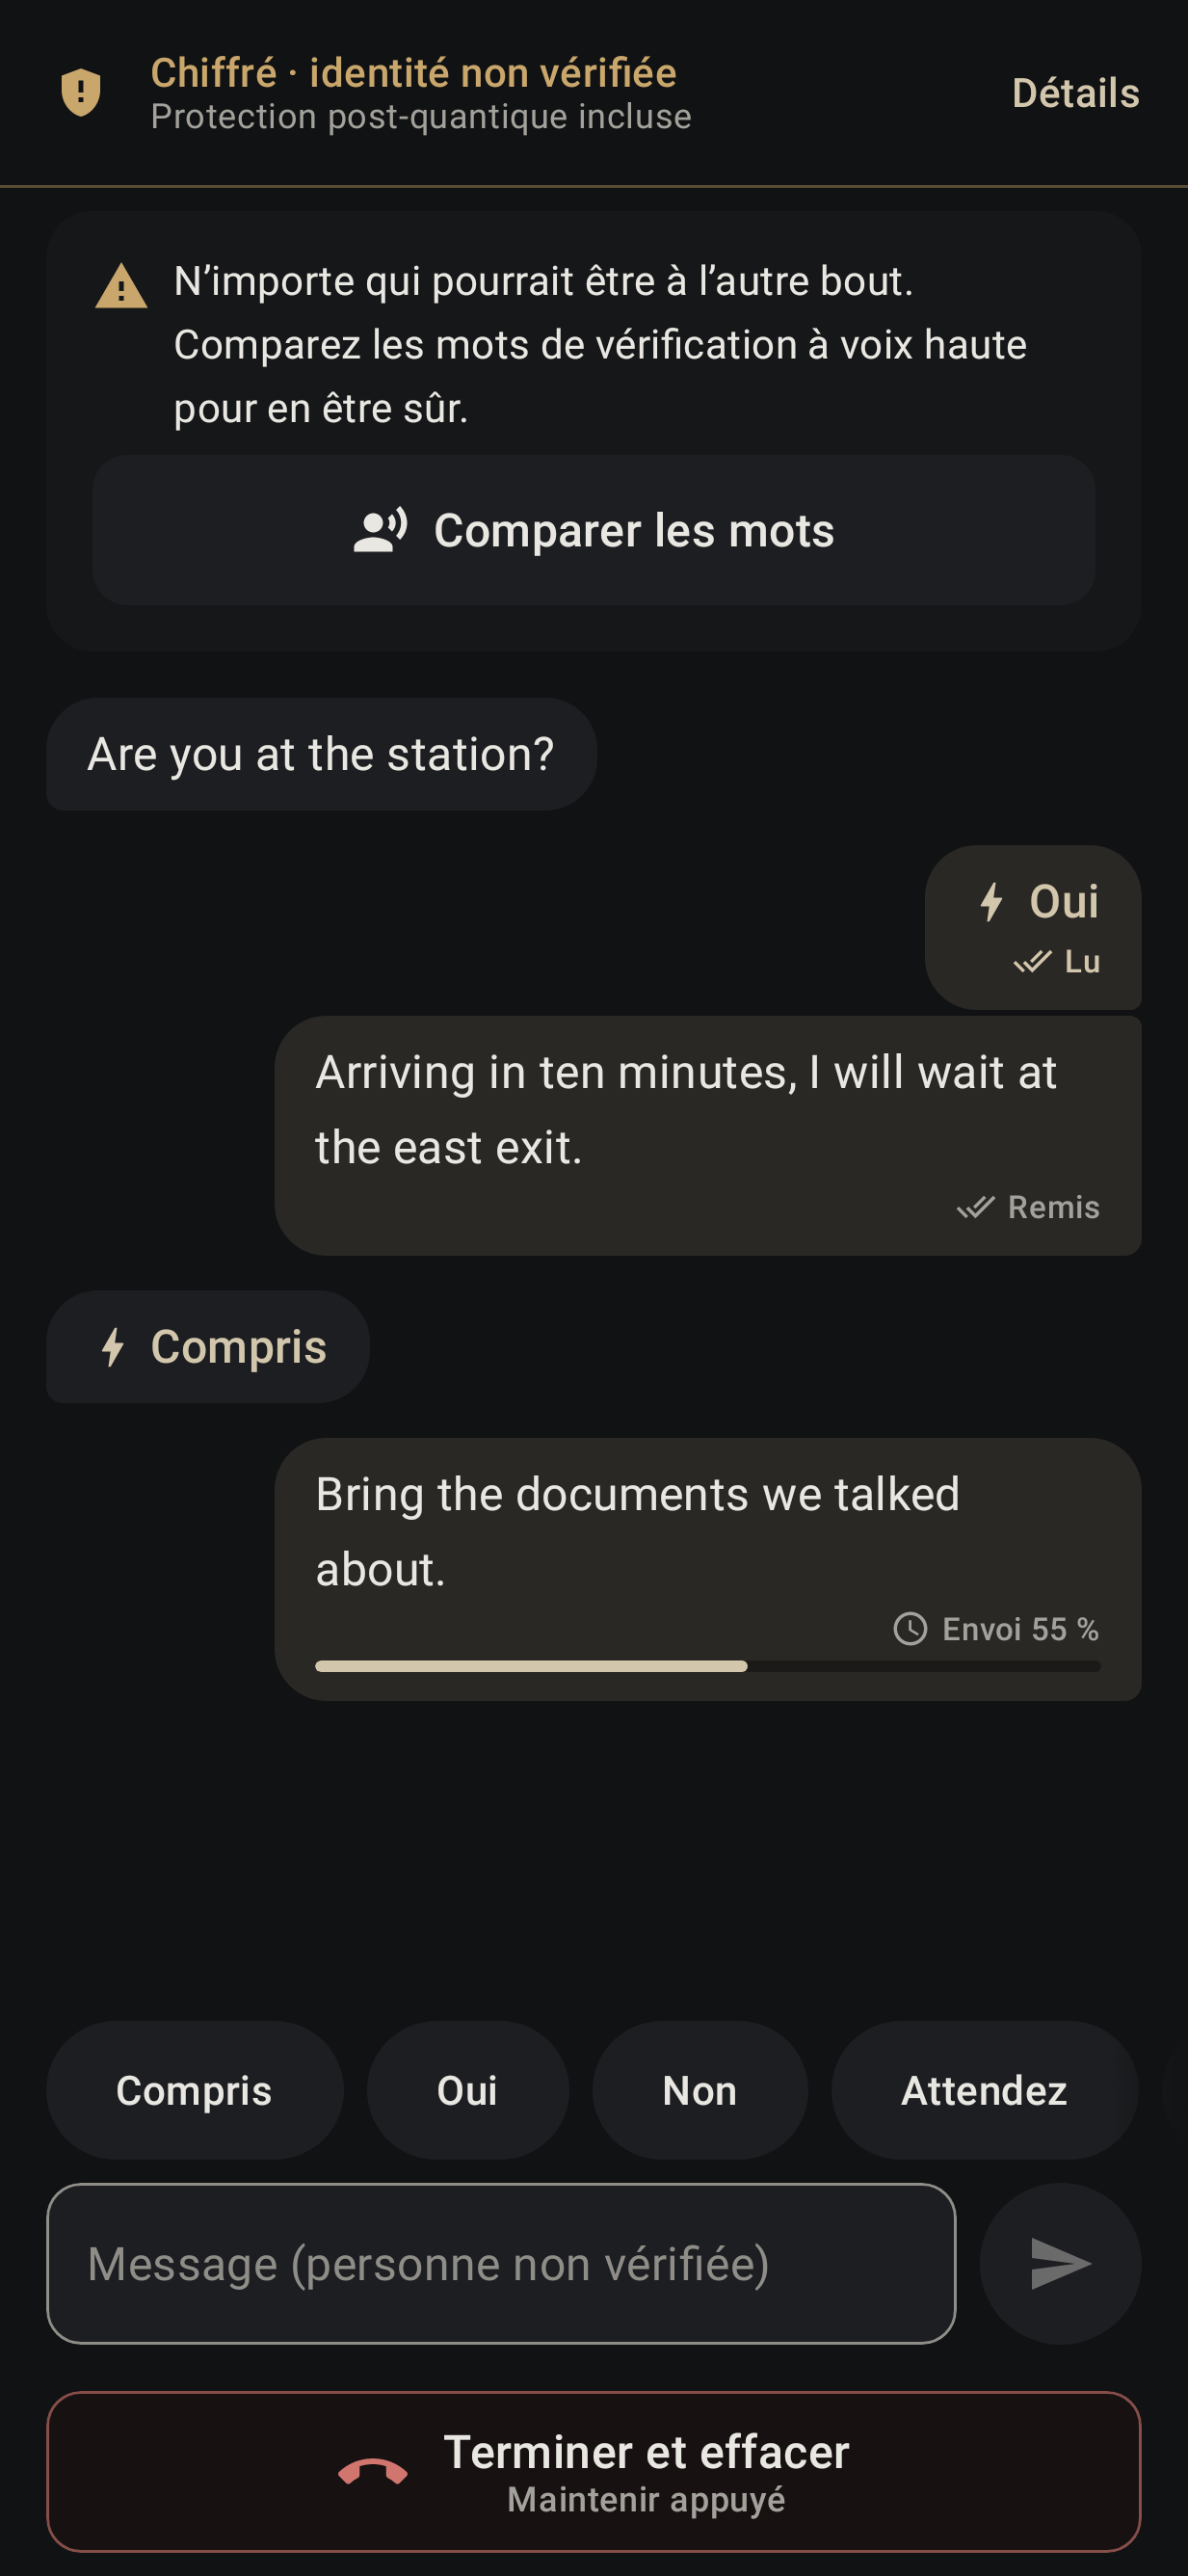 Chiffré · identité non vérifiée
Protection post-quantique incluse
Détails
N’importe qui pourrait être à l’autre bout.
Comparez les mots de vérification à voix haute
pour en être sûr.
Comparer les mots
Are you at the station?
Oui
Lu
Arriving in ten minutes, I will wait at
the east exit.
Remis
Compris
Bring the documents we talked
about.
Envoi 55 %
Compris
Oui
Non
Attendez
Message (personne non vérifiée)
Terminer et effacer
Maintenir appuyé